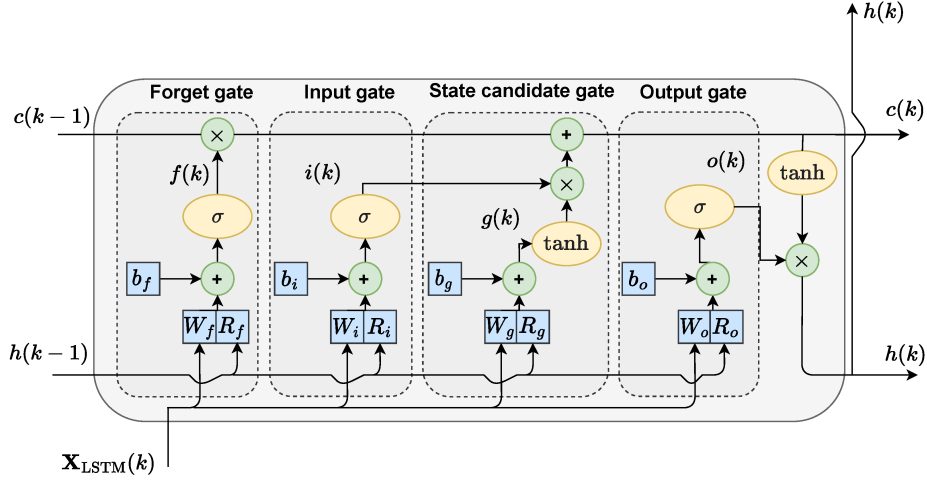 h(k)
Forget gate Input gate State candidate gate Output gate
c(k − 1) × + c(k)
f(k) i(k) × o(k) tanh
σ σ g(k) σ
tanh ×
b_f + b_i + b_g + b_o +
W_f R_f W_i R_i W_g R_g W_o R_o
h(k−1) h(k)
X_LSTM(k)